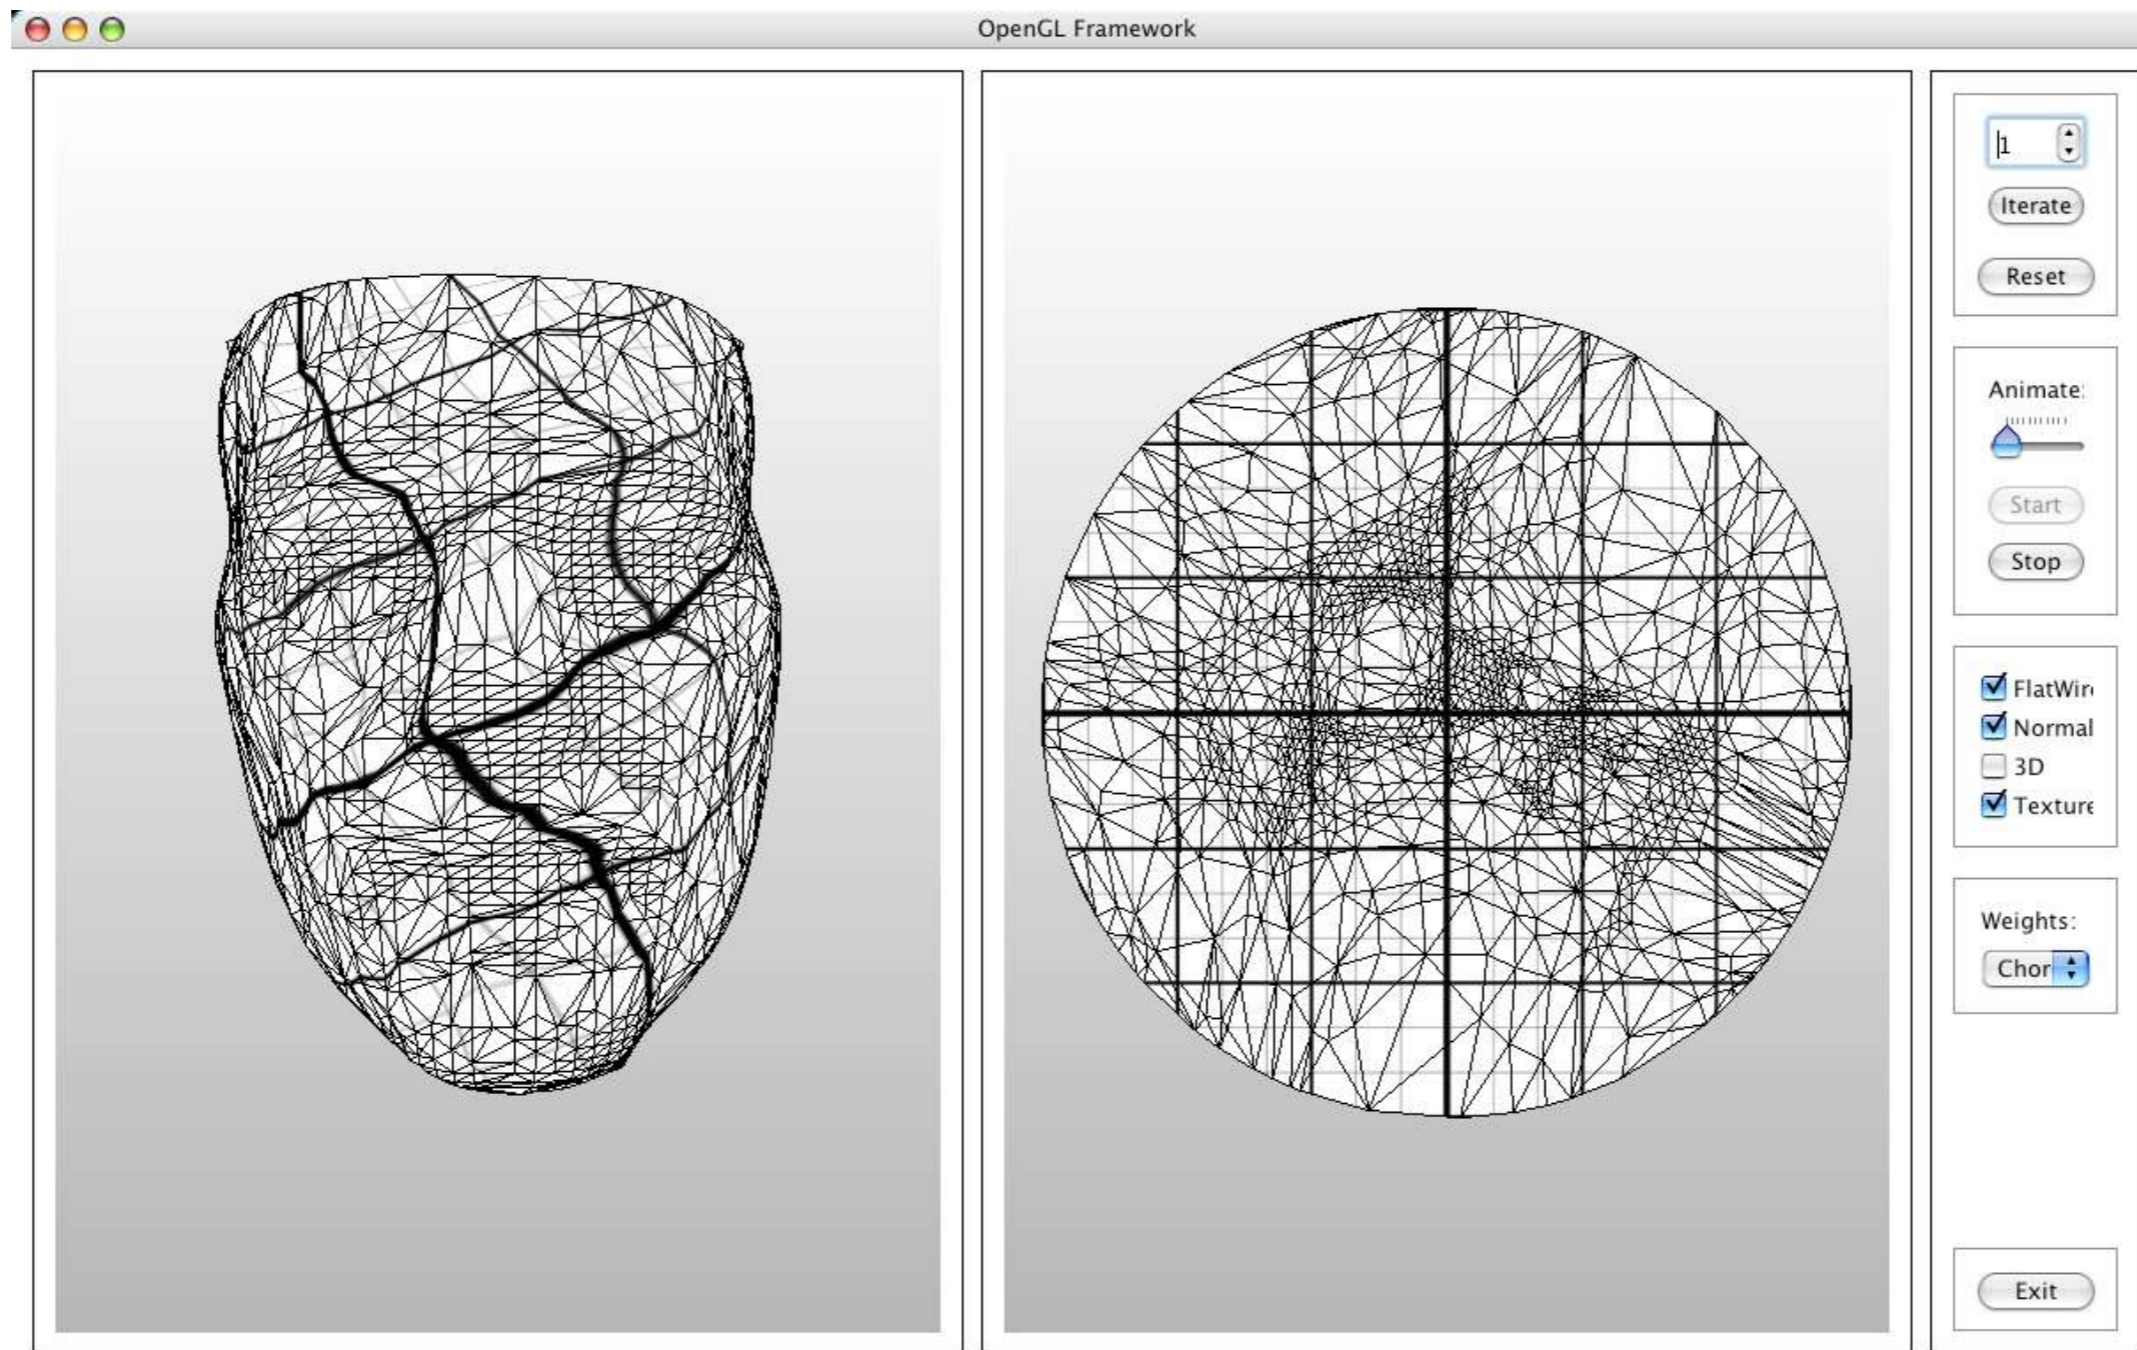 OpenGL Framework
1
Iterate
Reset
Animate:
Start
Stop
FlatWir
Normal
3D
Texture
Weights:
Chor
Exit